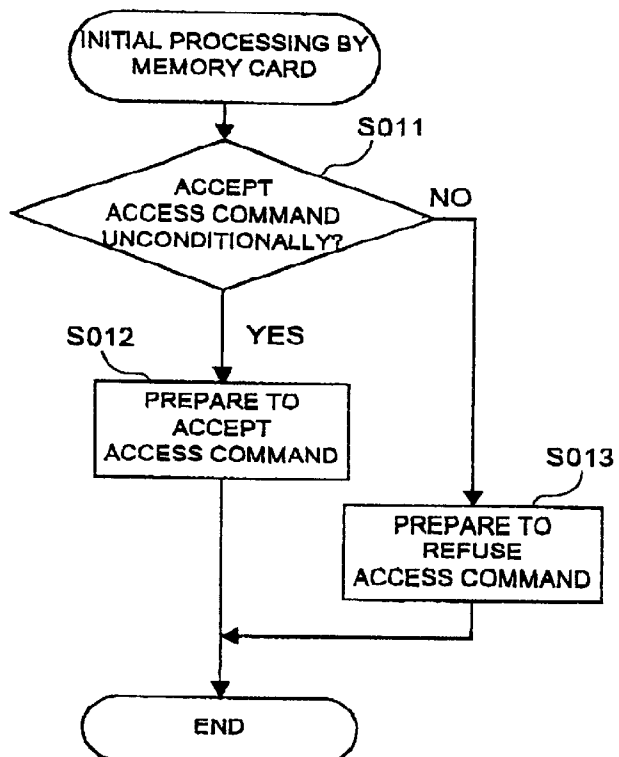 INITIAL PROCESSING BY
MEMORY CARD
S011
ACCEPT
ACCESS COMMAND
UNCONDITIONALLY?
NO
YES
S012
PREPARE TO
ACCEPT
ACCESS COMMAND
S013
PREPARE TO
REFUSE
ACCESS COMMAND
END